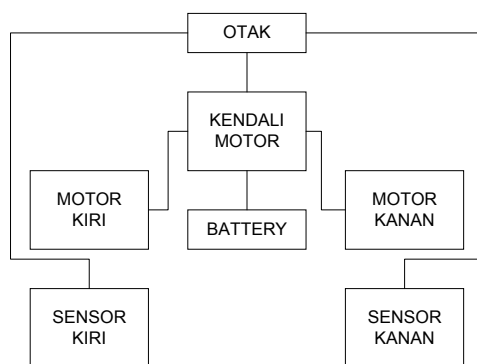 OTAK
KENDALI
MOTOR
MOTOR
KIRI
MOTOR
KANAN
BATTERY
SENSOR
KIRI
SENSOR
KANAN